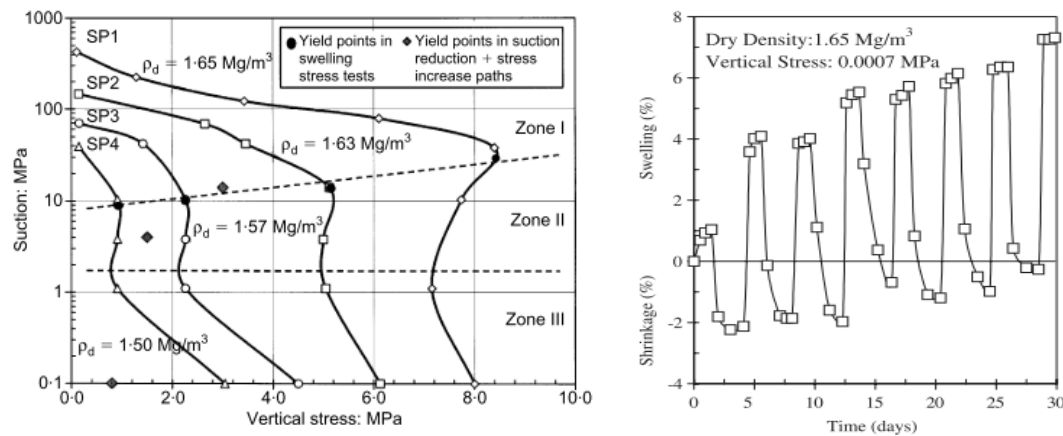 1000
SP1
ρd = 1·65 Mg/m³
SP2
100
SP3
ρd = 1·63 Mg/m³
SP4
10
ρd = 1·57 Mg/m³
1
ρd = 1·50 Mg/m³
0·1
Suction: MPa
Yield points in
swelling
stress tests
Yield points in suction
reduction + stress
increase paths
Zone I
Zone II
Zone III
0·0 2·0 4·0 6·0 8·0 10·0
Vertical stress: MPa
Dry Density:1.65 Mg/m³
Vertical Stress: 0.0007 MPa
8
6
4
2
0
-2
-4
Swelling (%)
Shrinkage (%)
0 5 10 15 20 25 30
Time (days)